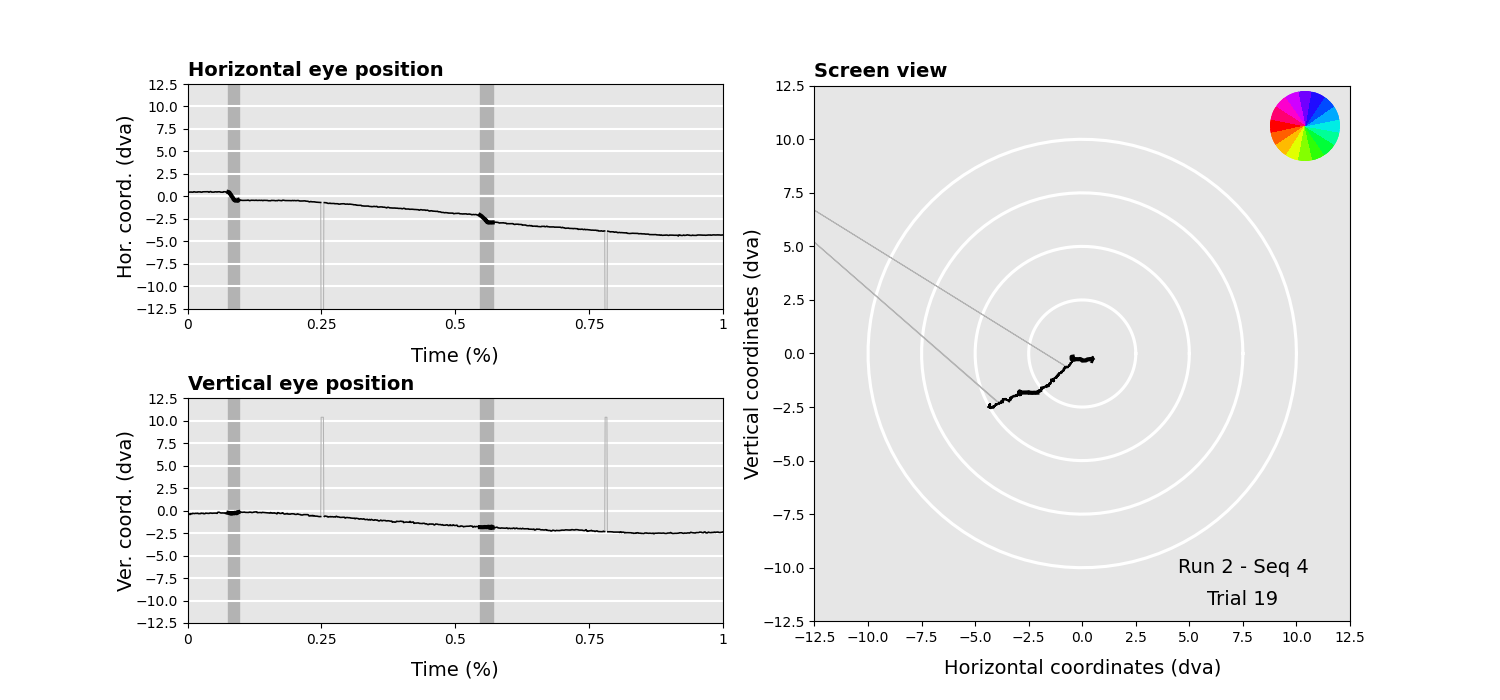 Horizontal eye position
Hor. coord. (dva)
12.5
10.0
7.5
5.0
2.5
0.0
−2.5
−5.0
−7.5
−10.0
−12.5
0 0.25 0.5 0.75 1
Time (%)
Vertical eye position
Ver. coord. (dva)
12.5
10.0
7.5
5.0
2.5
0.0
−2.5
−5.0
−7.5
−10.0
−12.5
0 0.25 0.5 0.75 1
Time (%)
Screen view
Vertical coordinates (dva)
12.5
10.0
7.5
5.0
2.5
0.0
−2.5
−5.0
−7.5
−10.0
−12.5
Run 2 - Seq 4
Trial 19
−12.5 −10.0 −7.5 −5.0 −2.5 0.0 2.5 5.0 7.5 10.0 12.5
Horizontal coordinates (dva)